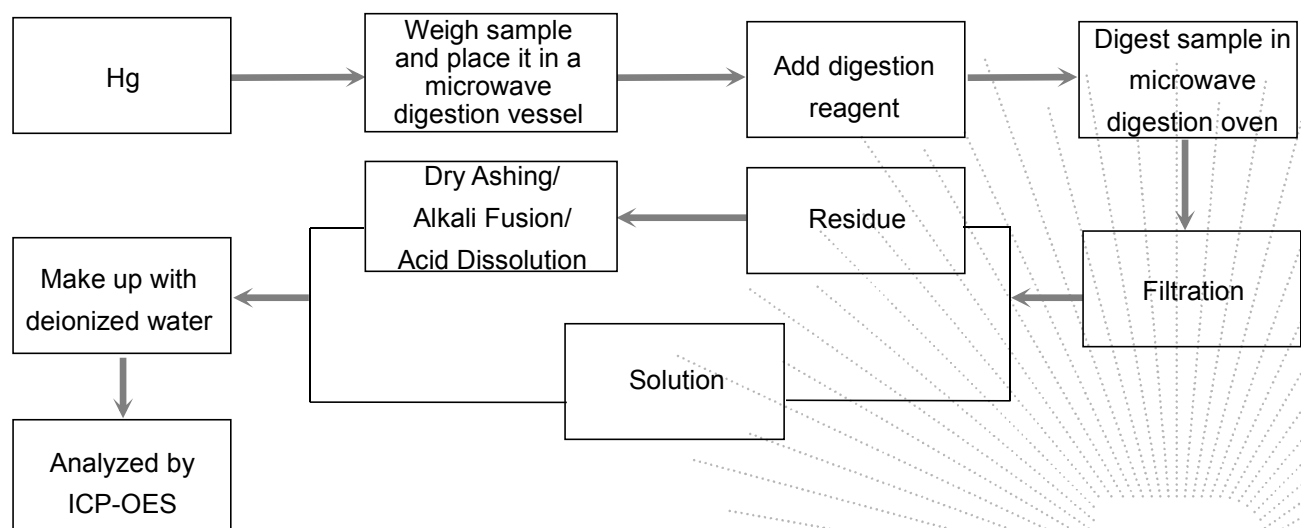 Hg
Weigh sample
and place it in a
microwave
digestion vessel
Add digestion
reagent
Digest sample in
microwave
digestion oven
Dry Ashing/
Alkali Fusion/
Acid Dissolution
Residue
Filtration
Make up with
deionized water
Solution
Analyzed by
ICP-OES